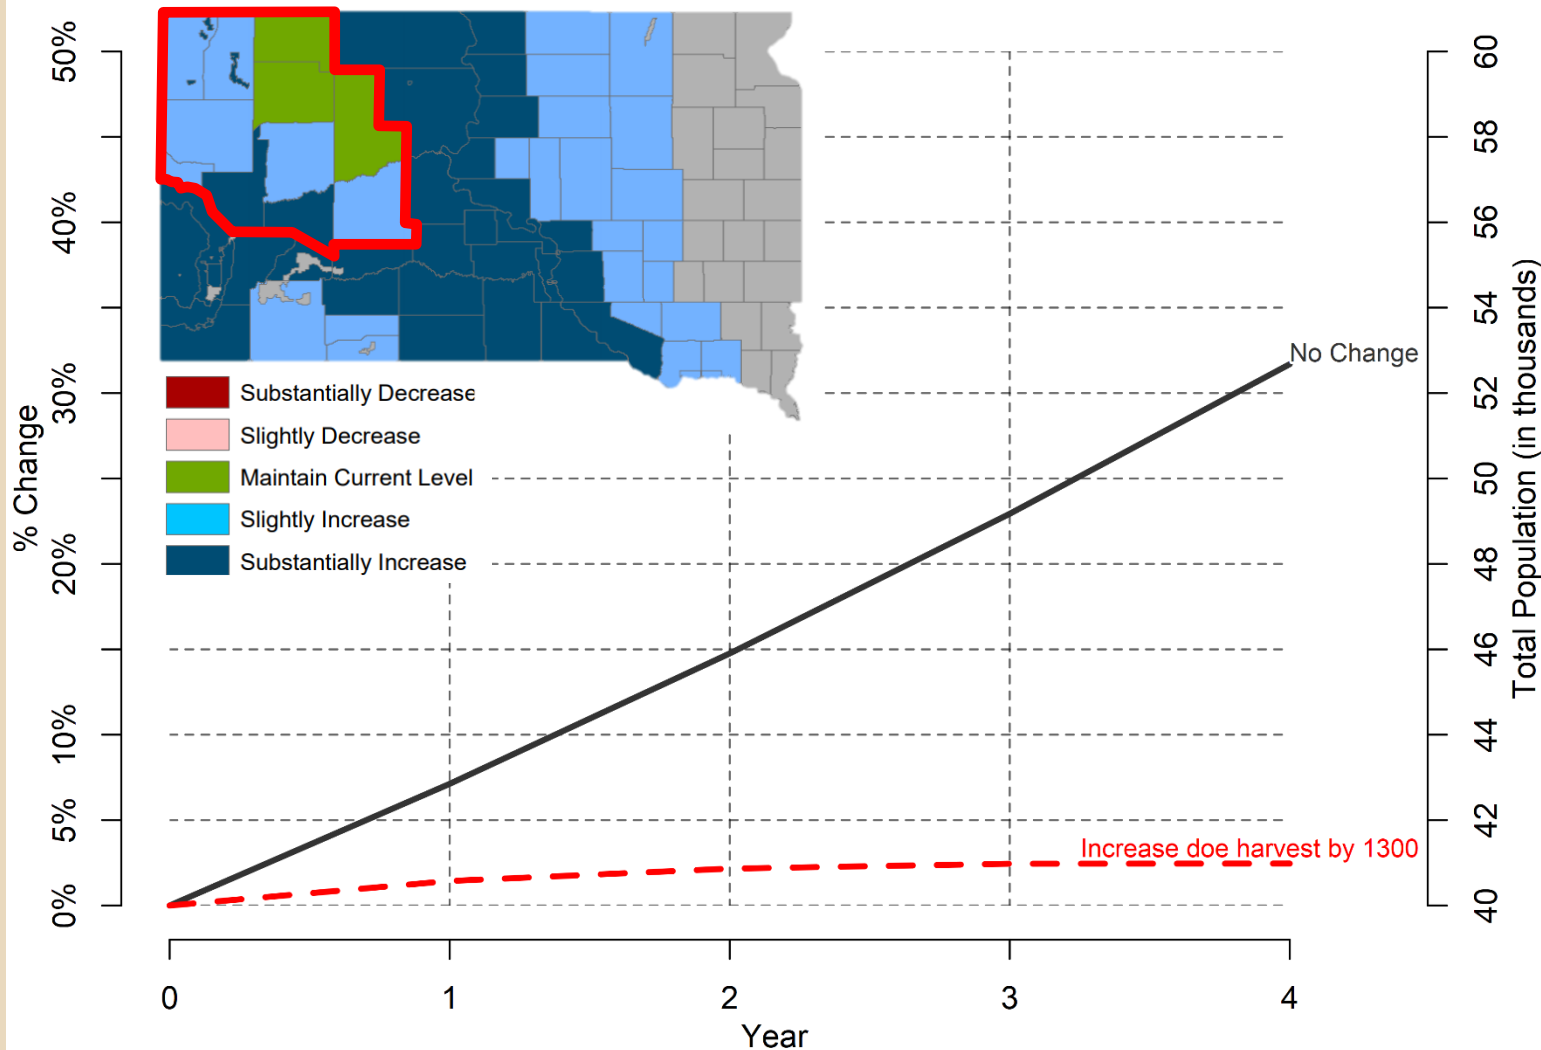 50%
40%
30%
20%
10%
5%
0%
% Change
Substantially Decrease
Slightly Decrease
Maintain Current Level
Slightly Increase
Substantially Increase
No Change
Increase doe harvest by 1300
60
58
56
54
52
50
48
46
44
42
40
Total Population (in thousands)
0
1
2
3
4
Year